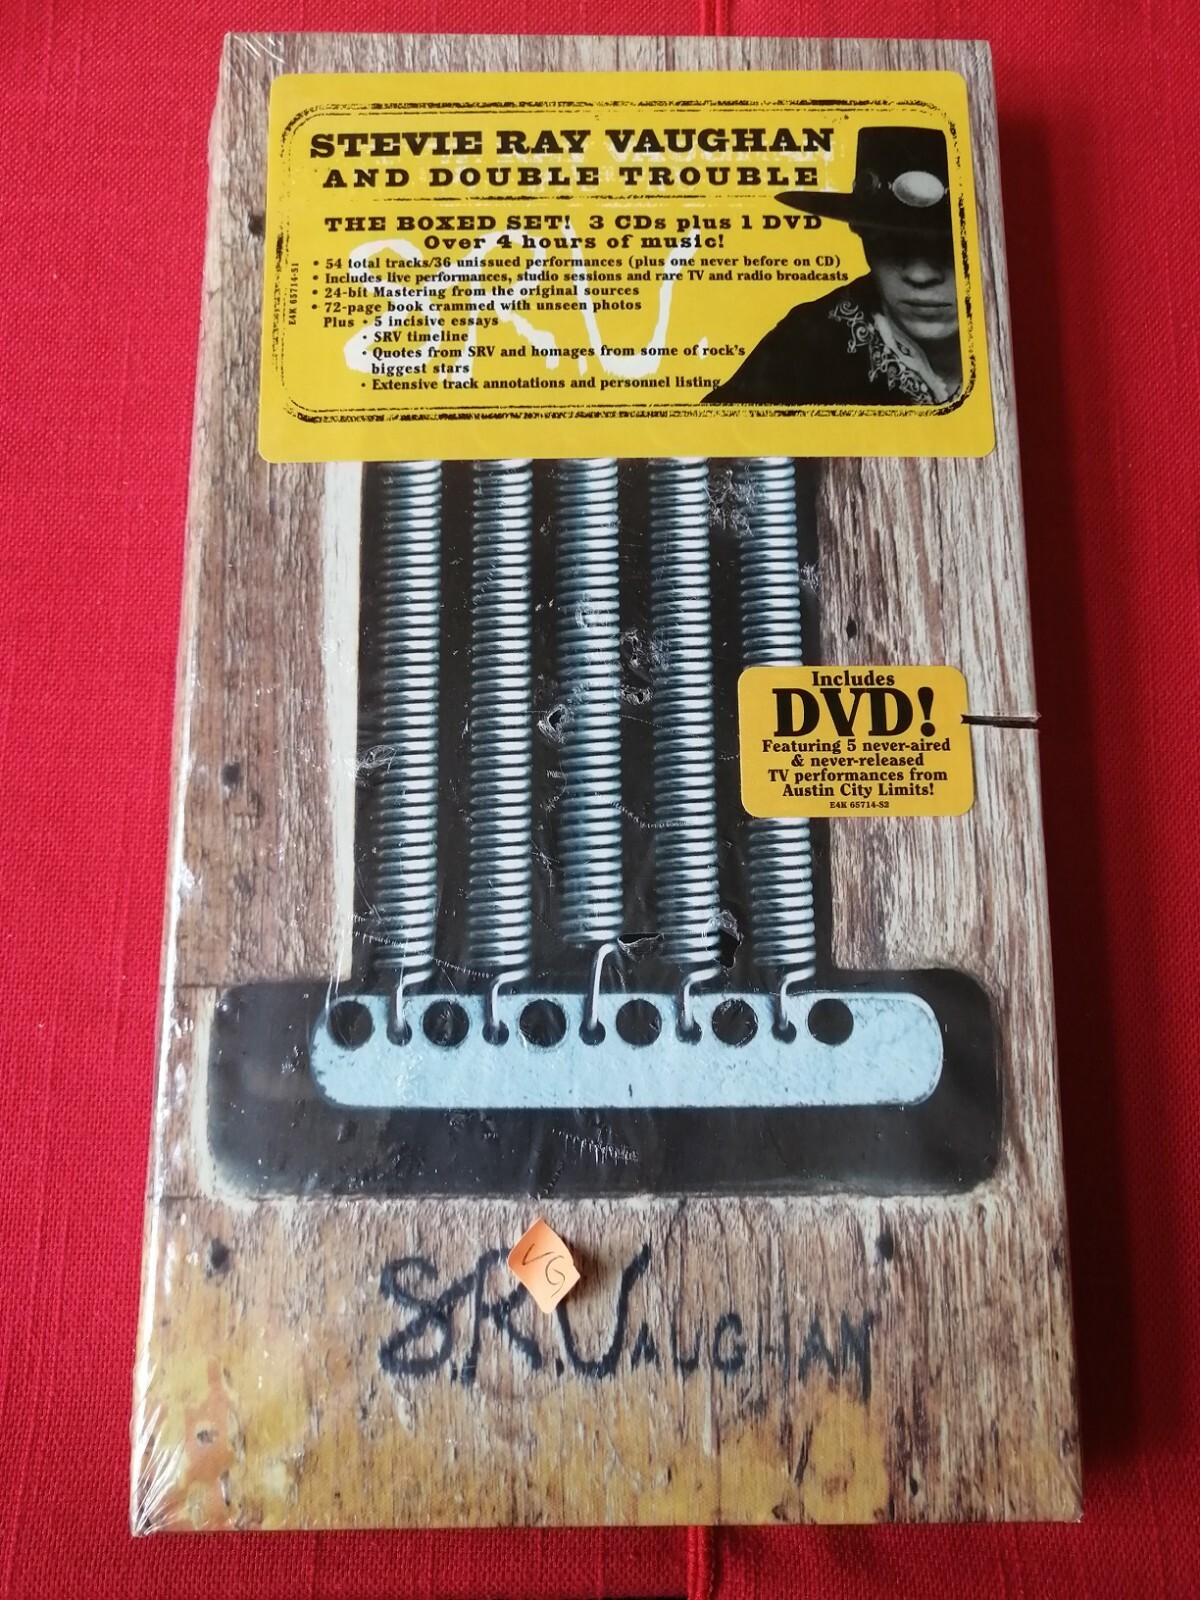 STEVIE RAY VAUGHAN
AND DOUBLE TROUBLE
THE BOXED SET! 3 CDs plus 1 DVD
Over 4 hours of music!
• 54 total tracks/36 unissued performances (plus one never before on CD)
• Includes live performances, studio sessions and rare TV and radio broadcasts
• 24-bit Mastering from the original sources
• 72-page book crammed with unseen photos
Plus • 5 incisive essays
• SRV timeline
• Quotes from SRV and homages from some of rock's
biggest stars
• Extensive track annotations and personnel listing
E4K 65714-S1
S.R.V.
Includes
DVD!
Featuring 5 never-aired
& never-released
TV performances from
Austin City Limits!
E4K 65714-S2
VG
S.R.VAUGHAN